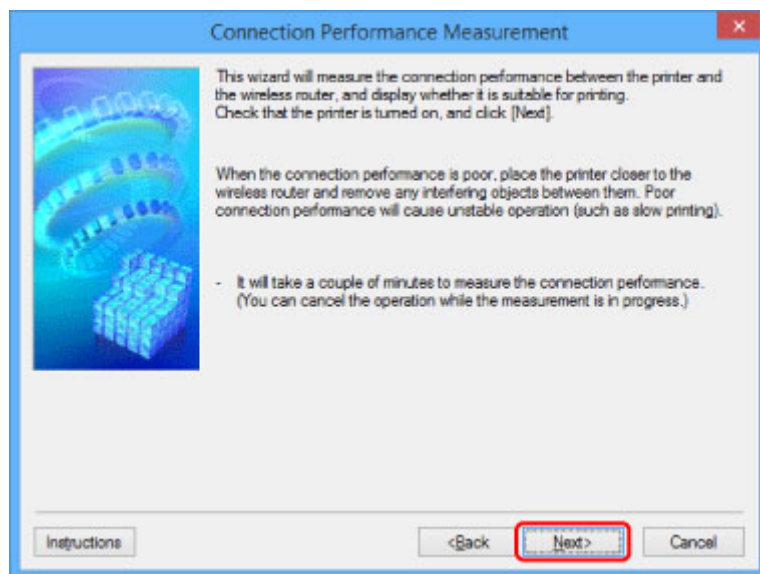 Connection Performance Measurement
This wizard will measure the connection performance between the printer and
the wireless router, and display whether it is suitable for printing.
Check that the printer is turned on, and click [Next].
When the connection performance is poor, place the printer closer to the
wireless router and remove any interfering objects between them. Poor
connection performance will cause unstable operation (such as slow printing).
- It will take a couple of minutes to measure the connection performance.
(You can cancel the operation while the measurement is in progress.)
Instructions <Back Next> Cancel